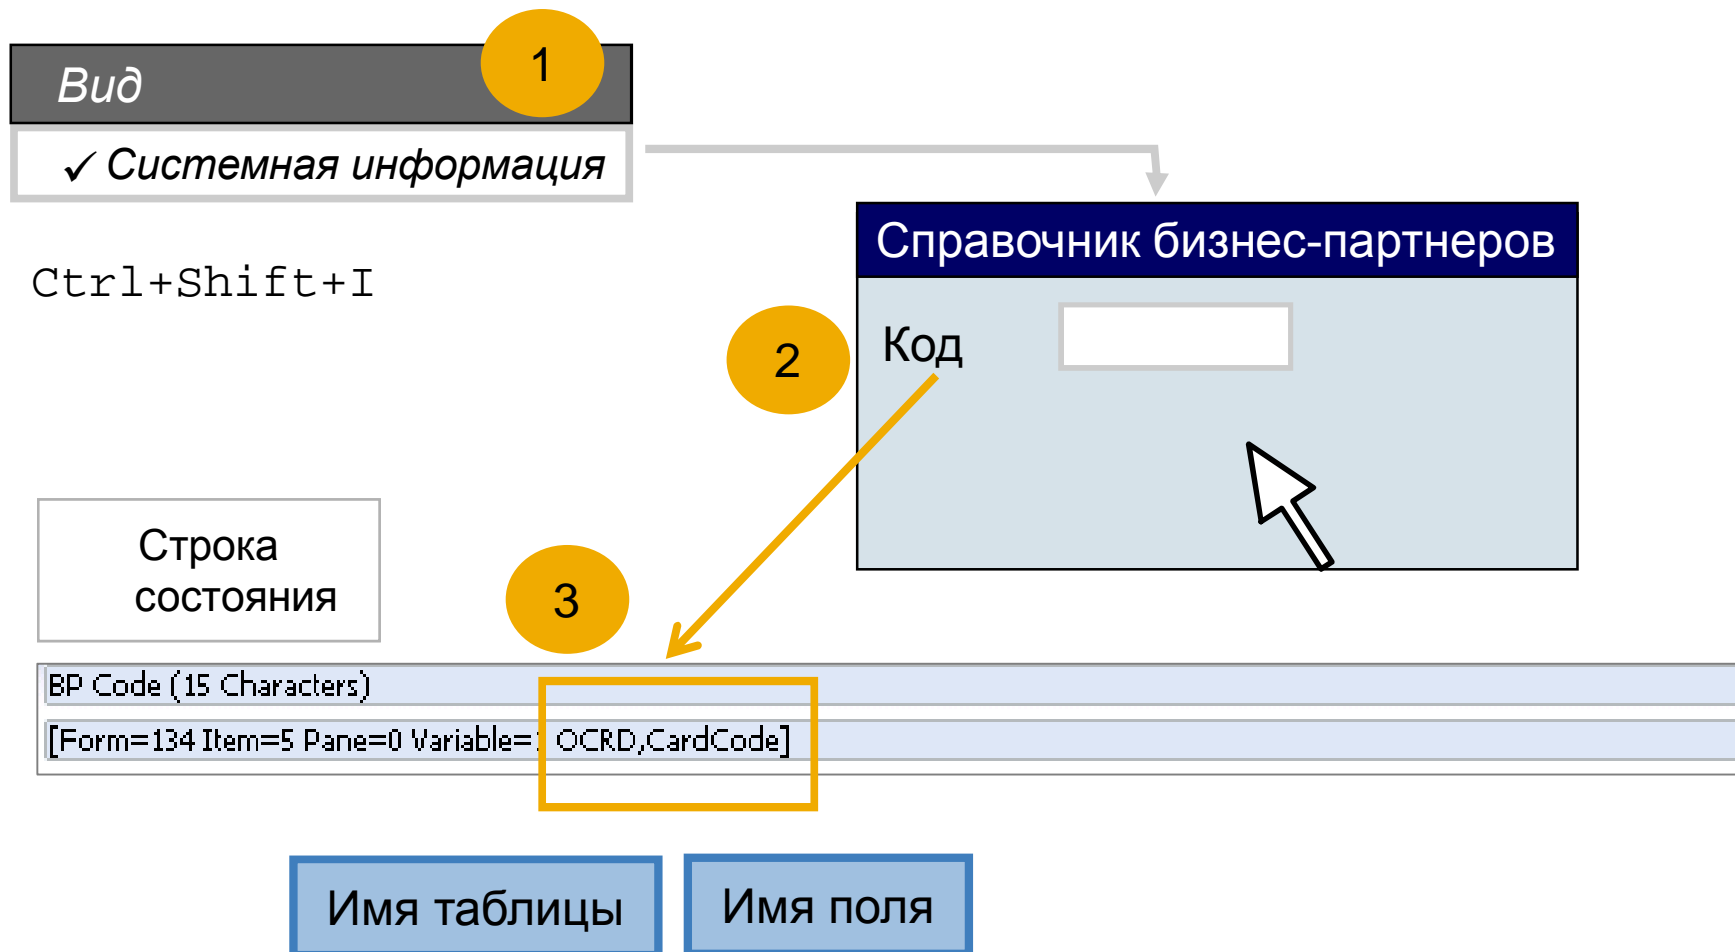 1
Вид
✓ Системная информация
Ctrl+Shift+I
Справочник бизнес-партнеров
2
Код
Строка
состояния
3
BP Code (15 Characters)
[Form=134 Item=5 Pane=0 Variable=1 OCRD,CardCode]
Имя таблицы
Имя поля